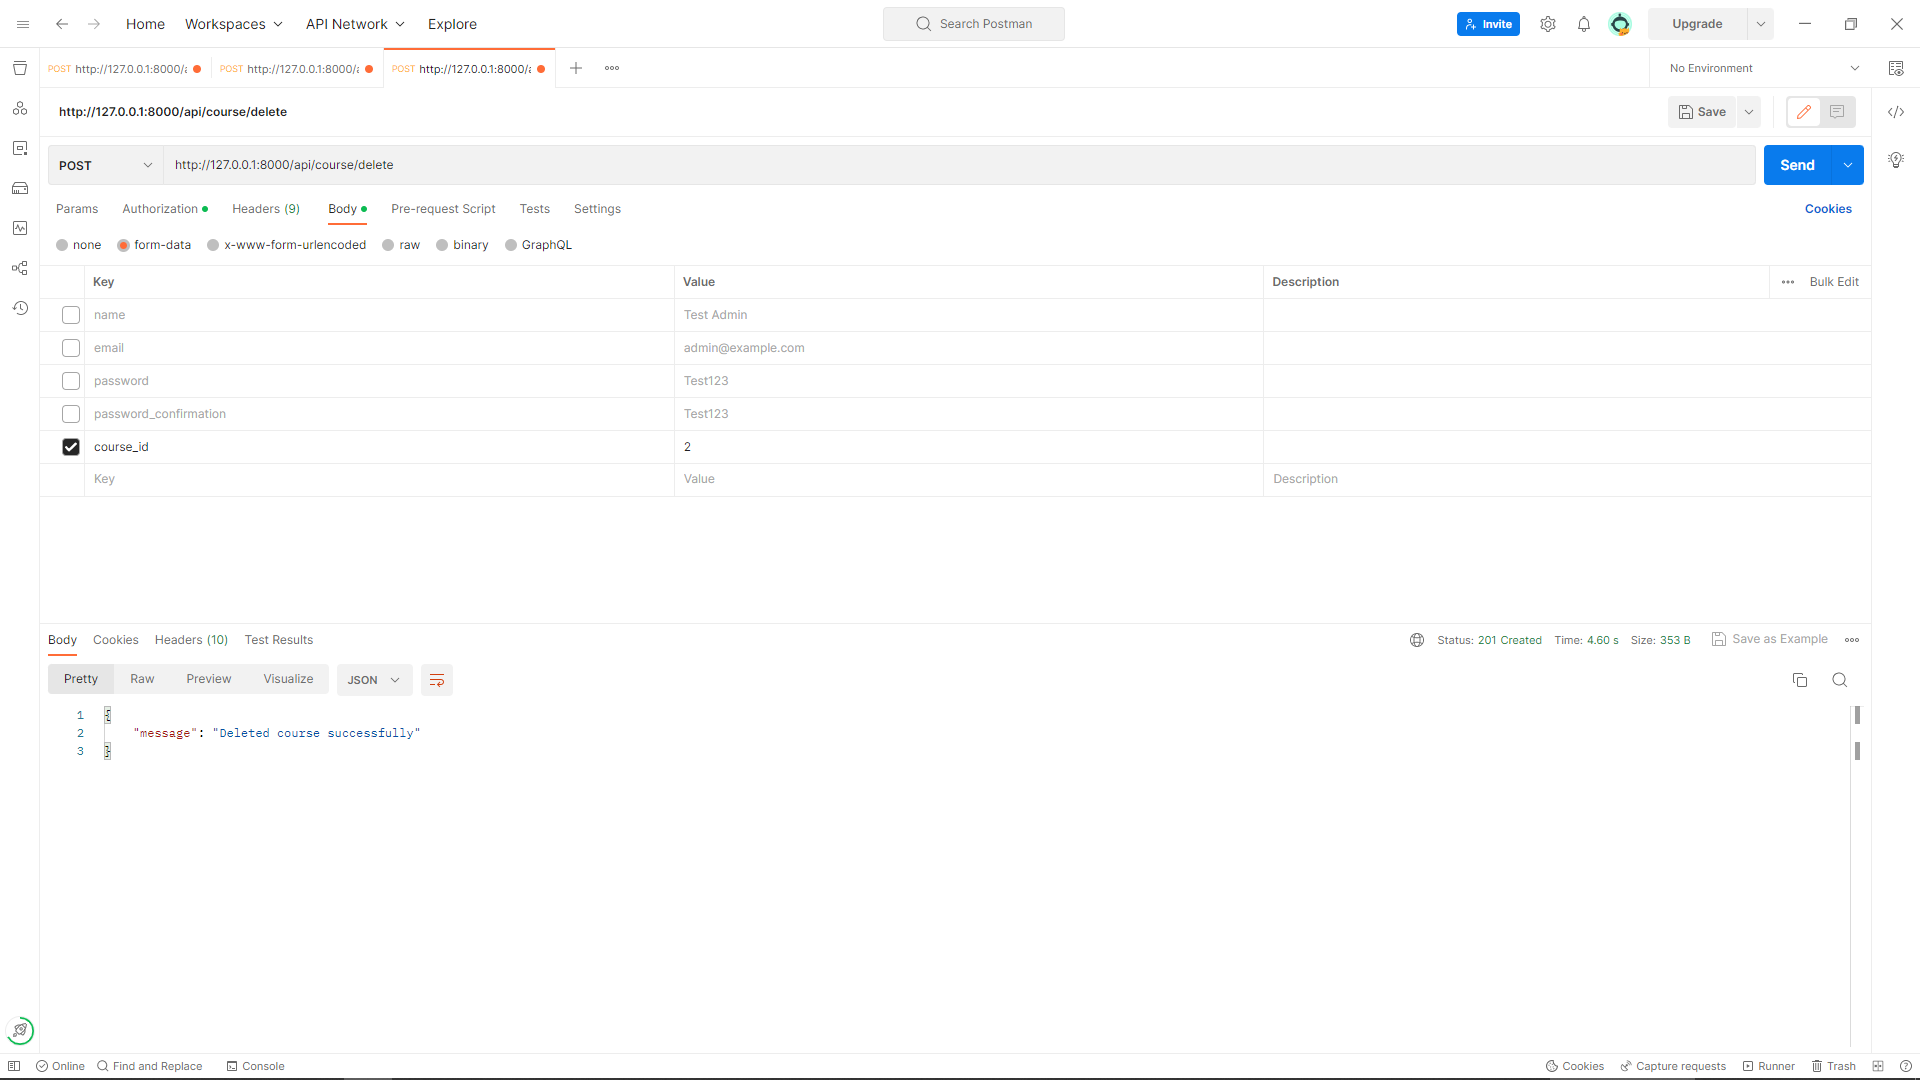 Home Workspaces API Network Explore Search Postman Invite Upgrade
POST http://127.0.0.1:8000/a POST http://127.0.0.1:8000/a POST http://127.0.0.1:8000/a No Environment
http://127.0.0.1:8000/api/course/delete Save
POST http://127.0.0.1:8000/api/course/delete Send
Params Authorization Headers (9) Body Pre-request Script Tests Settings Cookies
none form-data x-www-form-urlencoded raw binary GraphQL
Key Value Description Bulk Edit
name Test Admin
email admin@example.com
password Test123
password_confirmation Test123
course_id 2
Key Value Description
Body Cookies Headers (10) Test Results Status: 201 Created Time: 4.60 s Size: 353 B Save as Example
Pretty Raw Preview Visualize JSON
1 {
2 "message": "Deleted course successfully"
3 }
Online Find and Replace Console Cookies Capture requests Runner Trash